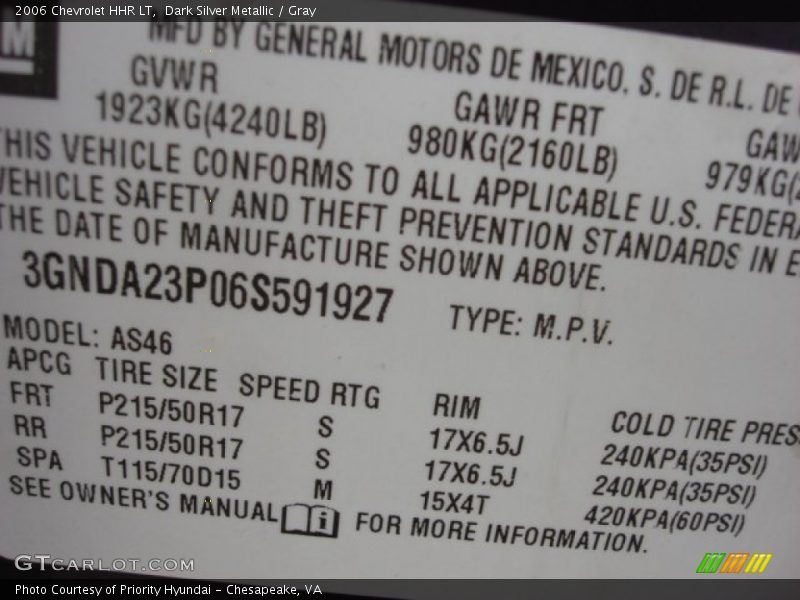 2006 Chevrolet HHR LT, Dark Silver Metallic / Gray
GM
MFD BY GENERAL MOTORS DE MEXICO, S. DE R.L. DE
GVWR GAWR FRT GAW
1923KG(4240LB) 980KG(2160LB) 979KG(2
THIS VEHICLE CONFORMS TO ALL APPLICABLE U.S. FEDERA
VEHICLE SAFETY AND THEFT PREVENTION STANDARDS IN E
THE DATE OF MANUFACTURE SHOWN ABOVE.
3GNDA23P06S591927 TYPE: M.P.V.
MODEL: AS46
APCG TIRE SIZE SPEED RTG RIM COLD TIRE PRES
FRT P215/50R17 S 17X6.5J 240KPA(35PSI)
RR P215/50R17 S 17X6.5J 240KPA(35PSI)
SPA T115/70D15 M 15X4T 420KPA(60PSI)
SEE OWNER'S MANUAL i FOR MORE INFORMATION.
GTCARLOT.COM
Photo Courtesy of Priority Hyundai - Chesapeake, VA